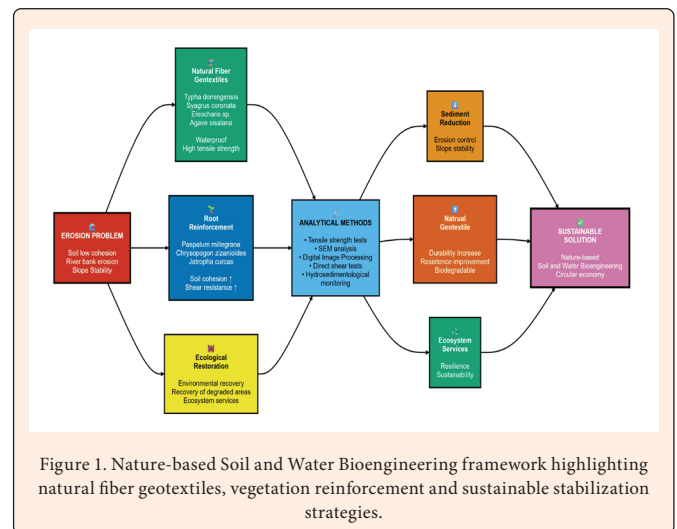 Natural Fiber
Geotextiles
Typha domingensis
Syagrus coronata
Eleocharis sp.
Agave sisalana
Waterproof
High tensile strength
EROSION PROBLEM
Soil low cohesion
River bank erosion
Slope Stability
Root
Reinforcement
Paspalum millegrana
Chrysopogon zizanioides
Jatropha curcas
Soil cohesion ↑
Shear resistance ↑
Ecological
Restoration
Environmental recovery
Recovery of degraded areas
Ecosystem services
ANALYTICAL METHODS
• Tensile strength tests
• SEM analysis
• Digital Image Processing
• Direct shear tests
• Hydrosedimentological
monitoring
Sediment
Reduction
Erosion control
Slope stability
Natrual
Geotextile
Durability Increase
Resistence improvement
Biodegradable
Ecosystem
Services
Resilience
Sustainability
SUSTAINABLE
SOLUTION
Nature-based
Soil and Water Bioengineering
Circular economy
Figure 1. Nature-based Soil and Water Bioengineering framework highlighting
natural fiber geotextiles, vegetation reinforcement and sustainable stabilization
strategies.